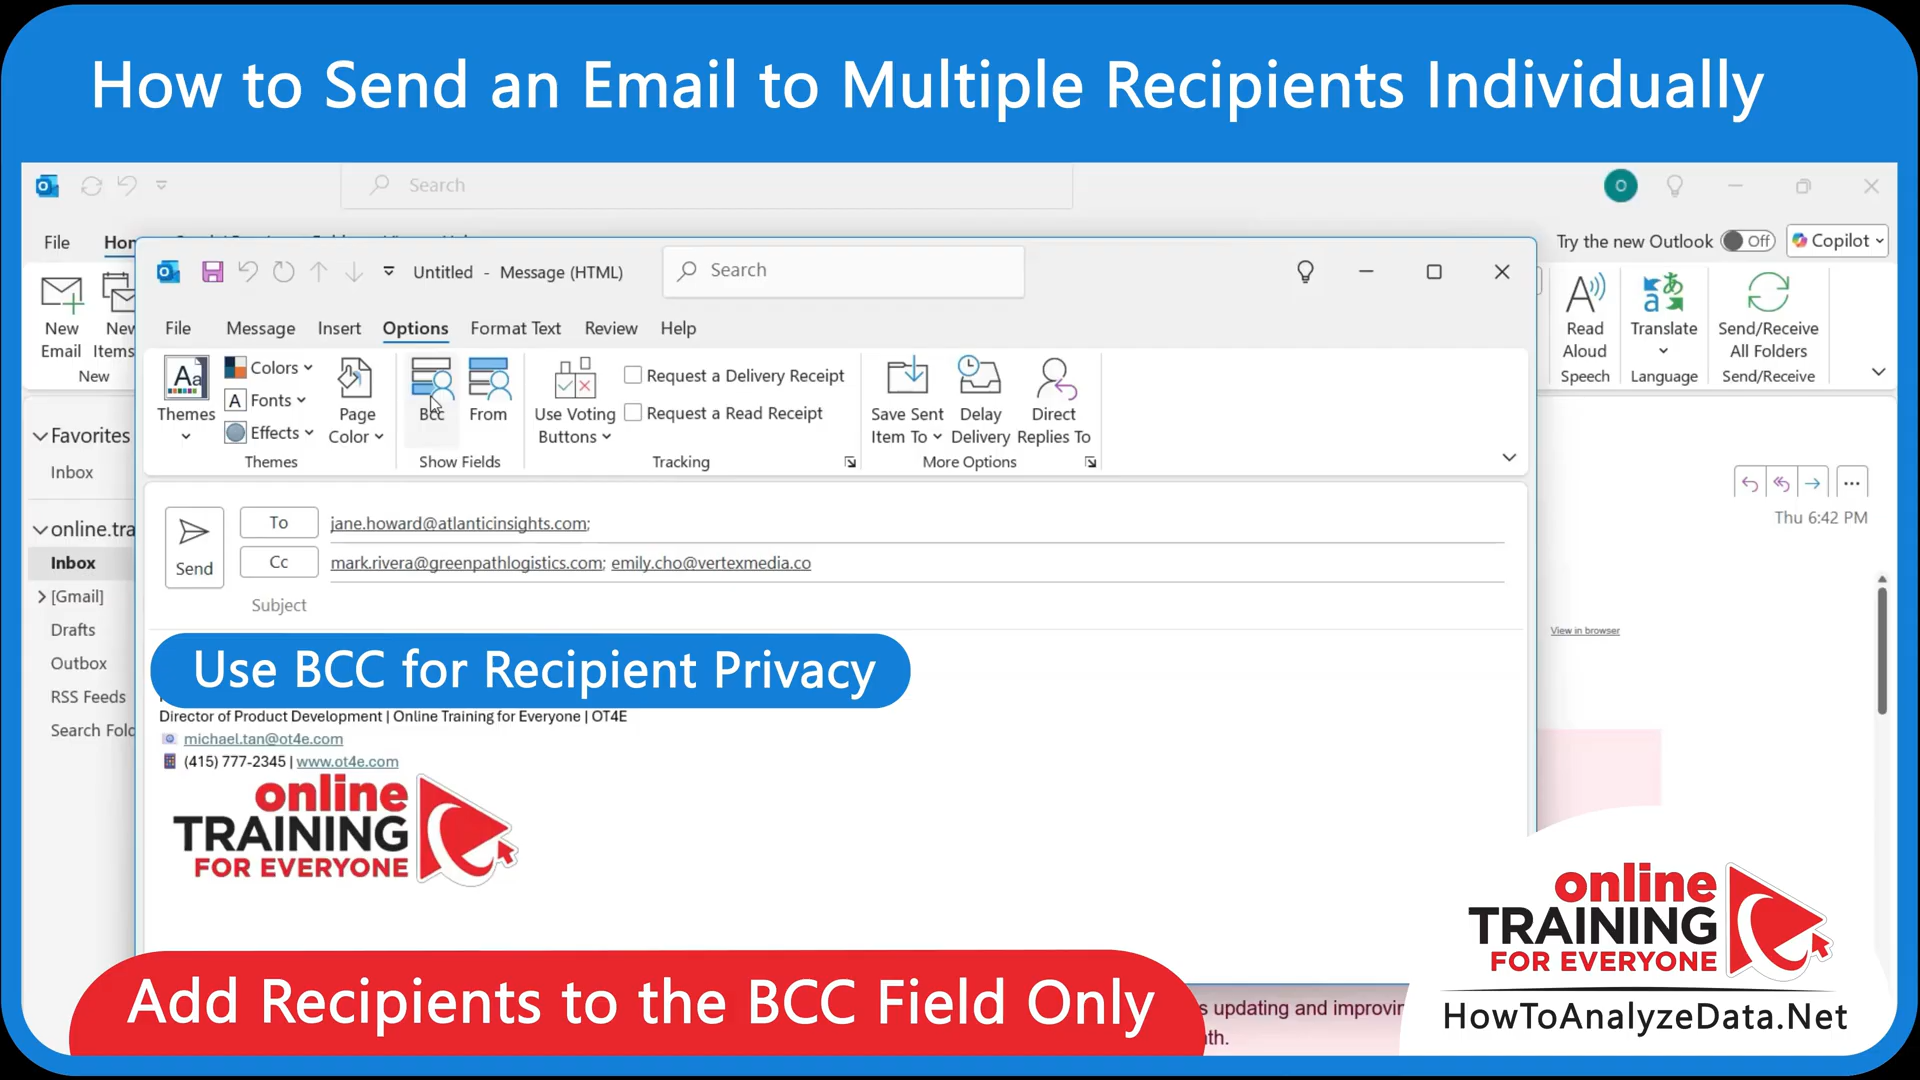 How to Send an Email to Multiple Recipients Individually
Search
File
Hom
Try the new Outlook Off
Copilot
New Email
New Items
New
Read Aloud
Speech
Translate
Language
Send/Receive All Folders
Send/Receive
Untitled - Message (HTML)
Search
File Message Insert Options Format Text Review Help
Themes
Colors
Fonts
Effects
Page Color
Themes
Bcc
From
Show Fields
Use Voting Buttons
Request a Delivery Receipt
Request a Read Receipt
Tracking
Save Sent Item To
Delay Delivery
Direct Replies To
More Options
Favorites
Inbox
online.tra
Inbox
[Gmail]
Drafts
Outbox
RSS Feeds
Search Fold
Thu 6:42 PM
View in browser
Send
To jane.howard@atlanticinsights.com;
Cc mark.rivera@greenpathlogistics.com; emily.cho@vertexmedia.co
Subject
Use BCC for Recipient Privacy
Director of Product Development | Online Training for Everyone | OT4E
michael.tan@ot4e.com
(415) 777-2345 | www.ot4e.com
online
TRAINING
FOR EVERYONE
Add Recipients to the BCC Field Only
s updating and improvin
th.
online
TRAINING
FOR EVERYONE
HowToAnalyzeData.Net